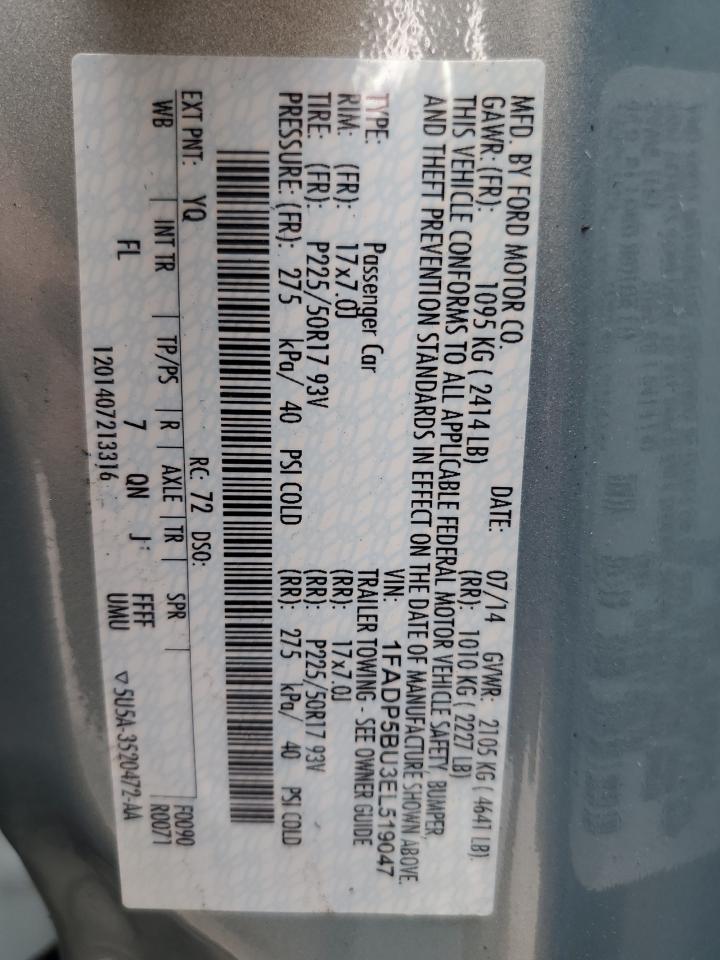 MFD. BY FORD MOTOR CO.
DATE: 07/14 GVWR: 2105 KG ( 4641 LB).
GAWR: (FR): 1095 KG ( 2414 LB) (RR): 1010 KG ( 2227 LB)
THIS VEHICLE CONFORMS TO ALL APPLICABLE FEDERAL MOTOR VEHICLE SAFETY, BUMPER,
AND THEFT PREVENTION STANDARDS IN EFFECT ON THE DATE OF MANUFACTURE SHOWN ABOVE.
VIN: 1FADP5BU3EL519047
TYPE: Passenger Car TRAILER TOWING - SEE OWNER GUIDE
RIM: (FR): 17x7.0J (RR): 17x7.0J
TIRE: (FR): P225/50R17 93V (RR): P225/50R17 93V
PRESSURE: (FR): 275 kPa/ 40 PSI COLD (RR): 275 kPa/ 40 PSI COLD
EXT PNT: YQ RC: 72 DSO: F0090
WB INT TR TP/PS R AXLE TR SPR R0071
FL 7 QN J FFFF
UMU
1201407213316 ▽5U5A-3520472-AA